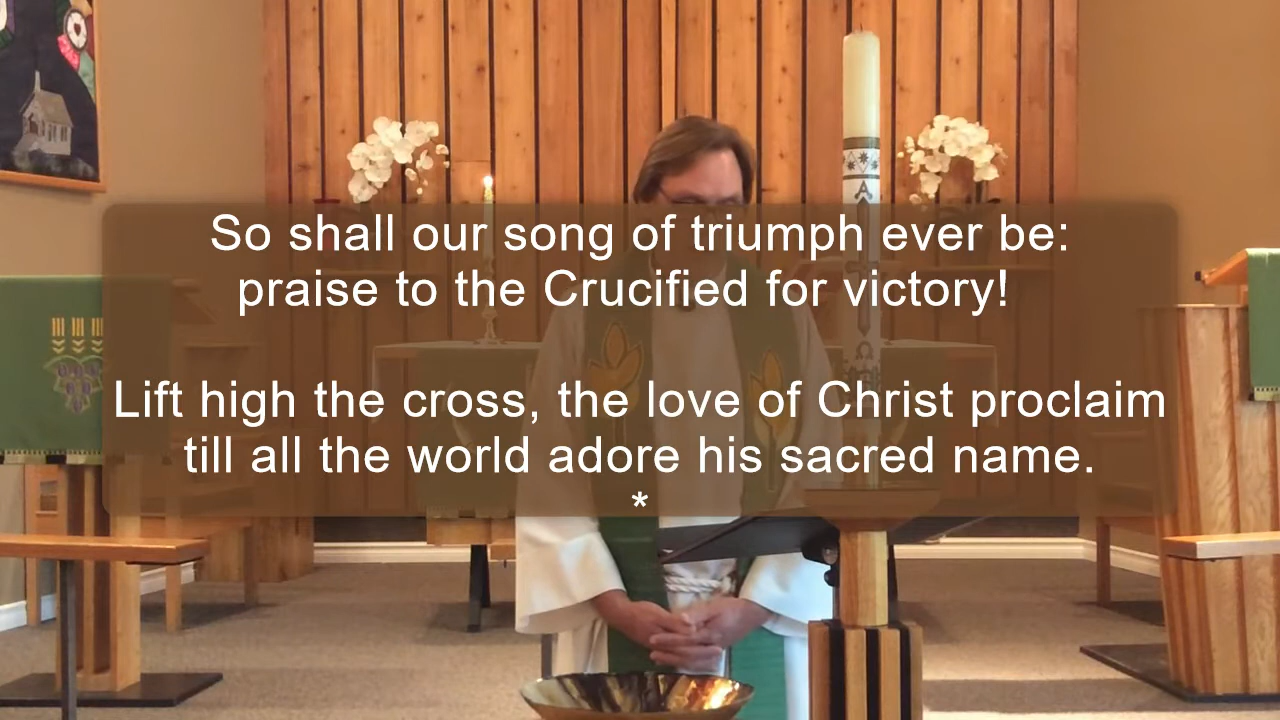 So shall our song of triumph ever be:
praise to the Crucified for victory!
Lift high the cross, the love of Christ proclaim
till all the world adore his sacred name.
*